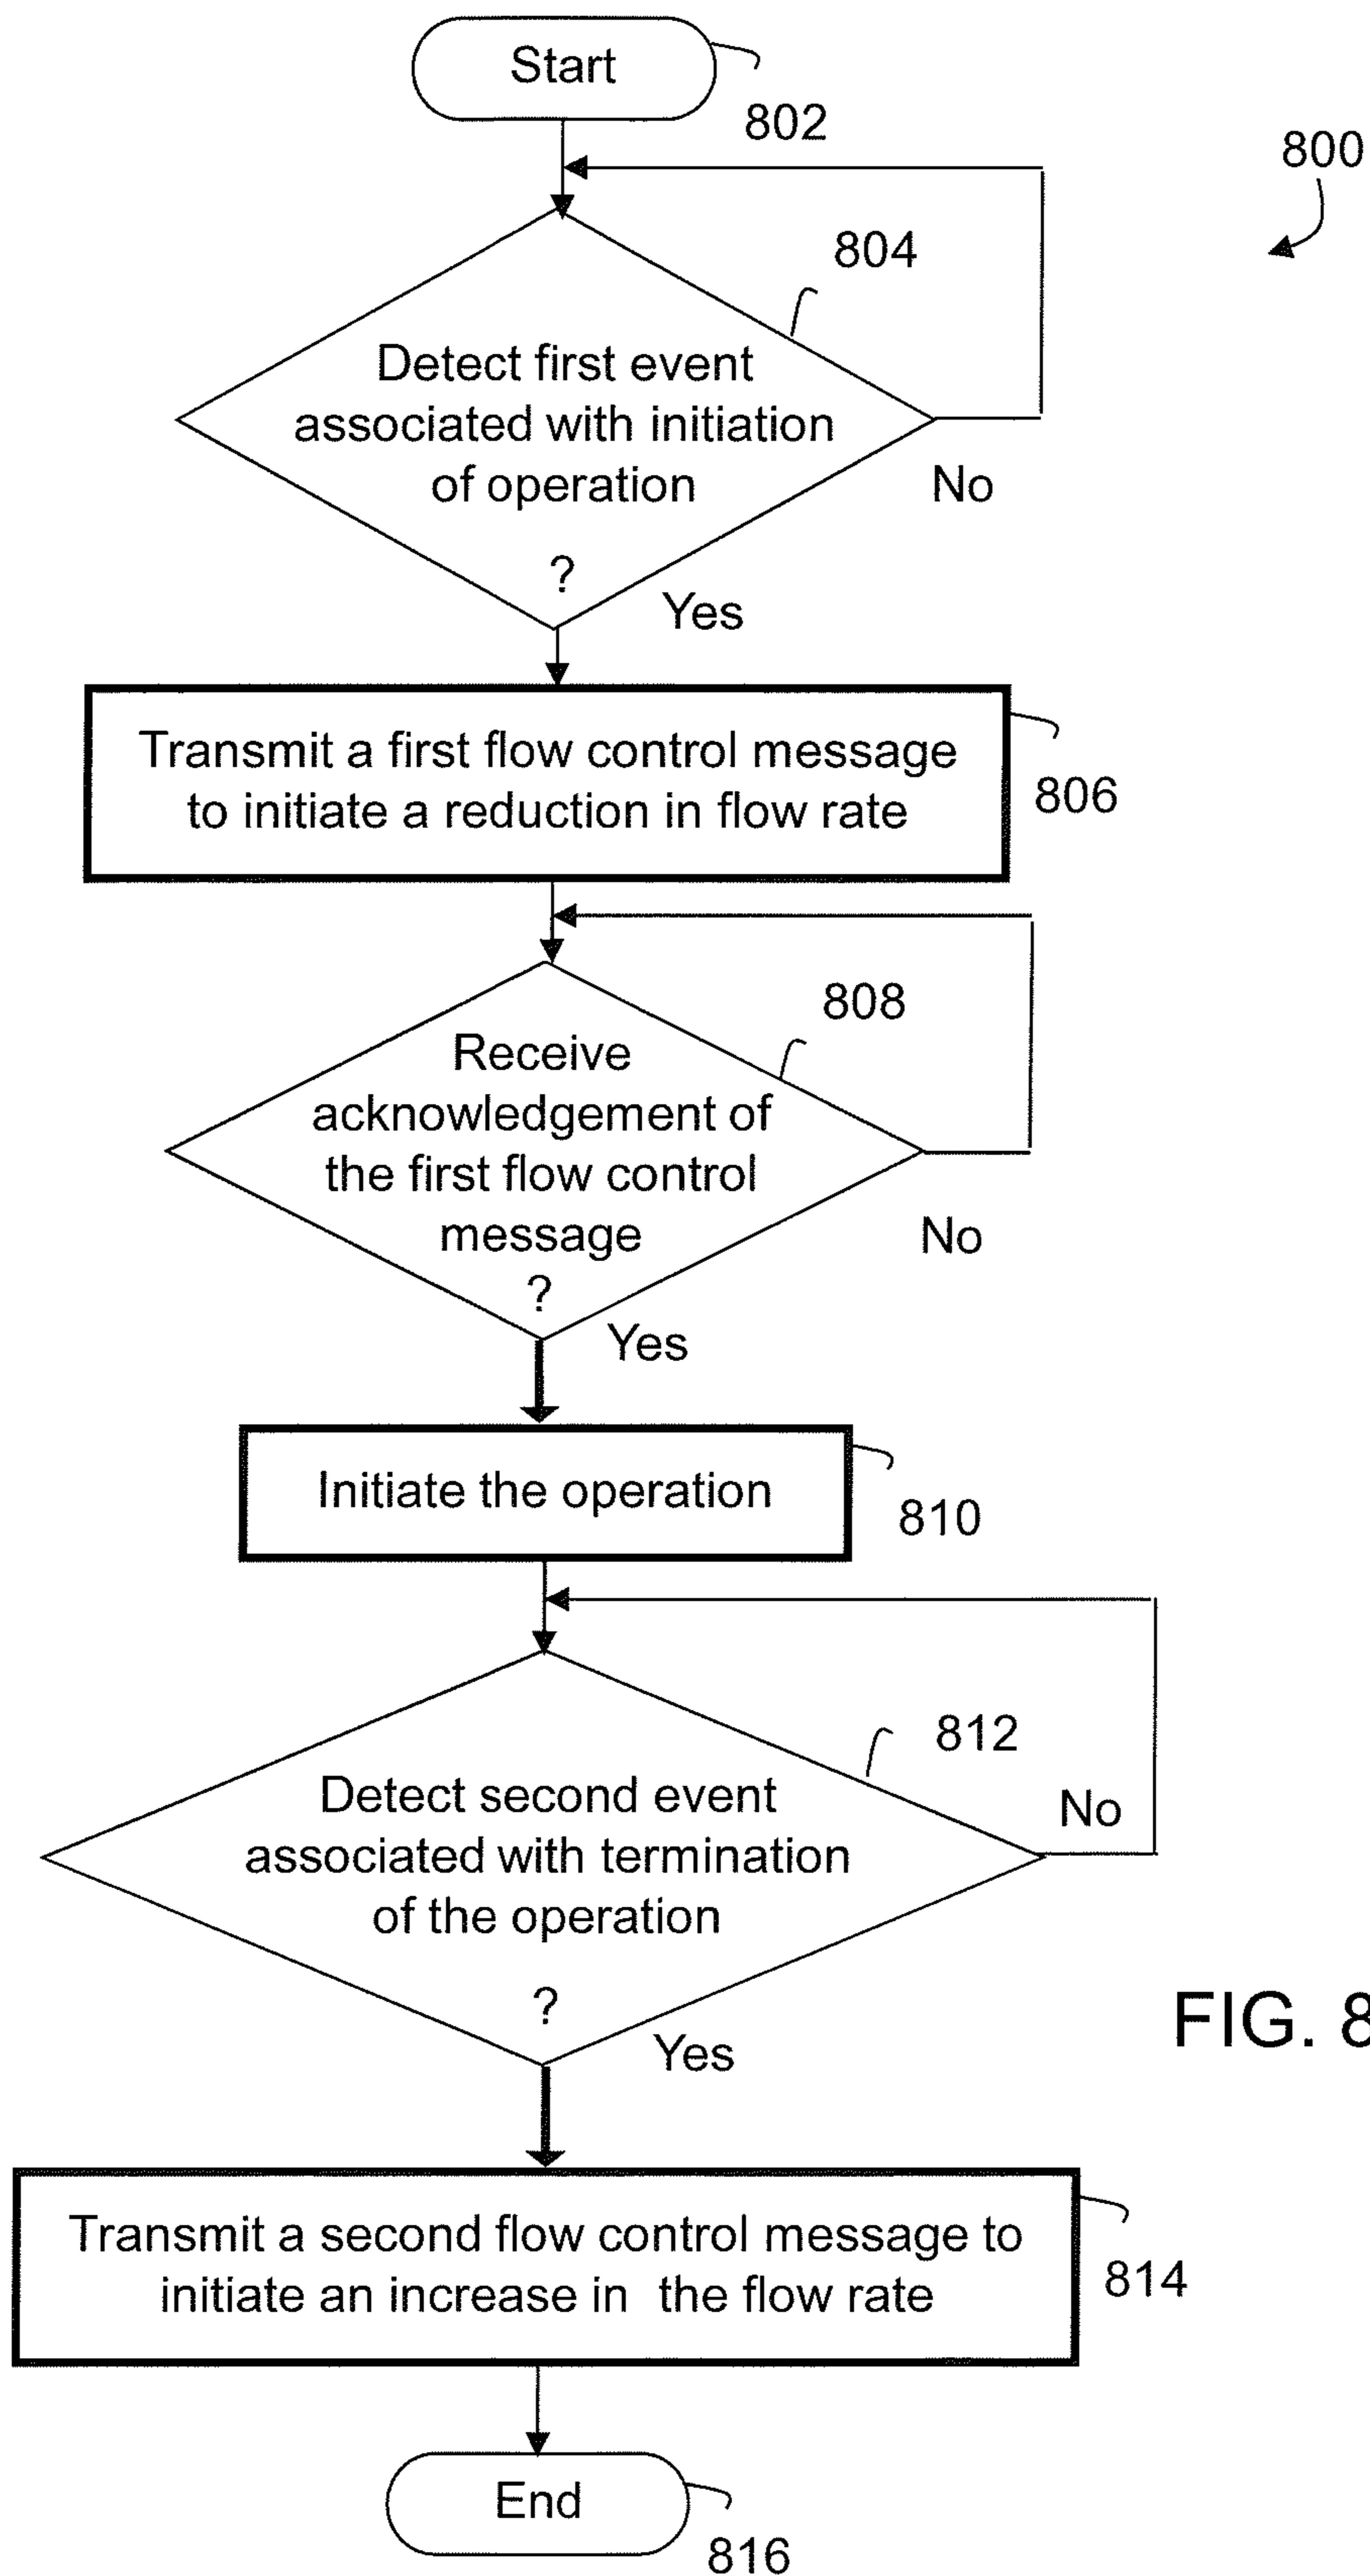 Start
802
800
804
Detect first event
associated with initiation
of operation
?
No
Yes
Transmit a first flow control message
to initiate a reduction in flow rate
806
808
Receive
acknowledgement of
the first flow control
message
?
No
Yes
Initiate the operation
810
812
No
Detect second event
associated with termination
of the operation
?
Yes
FIG. 8
Transmit a second flow control message to
initiate an increase in the flow rate
814
End
816